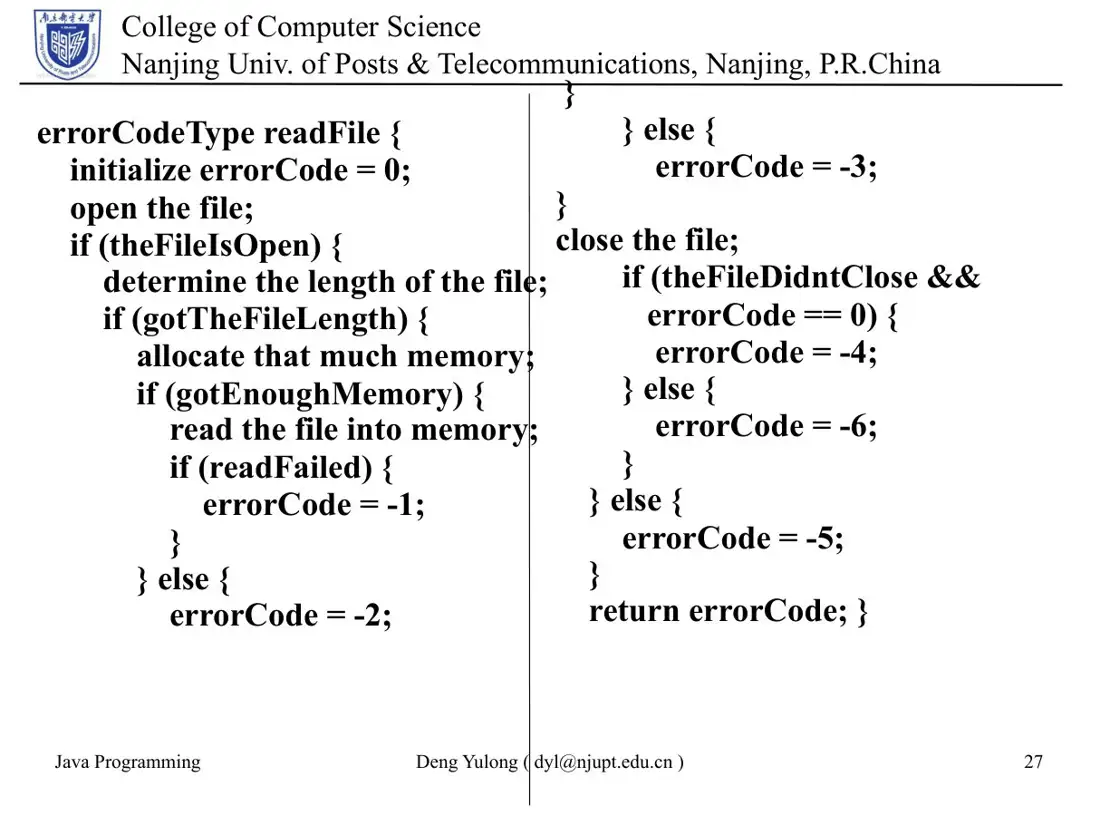 College of Computer Science
Nanjing Univ. of Posts & Telecommunications, Nanjing, P.R.China
errorCodeType readFile {
initialize errorCode = 0;
open the file;
if (theFileIsOpen) {
determine the length of the file;
if (gotTheFileLength) {
allocate that much memory;
if (gotEnoughMemory) {
read the file into memory;
if (readFailed) {
errorCode = -1;
}
} else {
errorCode = -2;
}
} else {
errorCode = -3;
}
close the file;
if (theFileDidntClose &&
errorCode == 0) {
errorCode = -4;
} else {
errorCode = -6;
}
} else {
errorCode = -5;
}
return errorCode; }
Java Programming
Deng Yulong ( dyl@njupt.edu.cn )
27